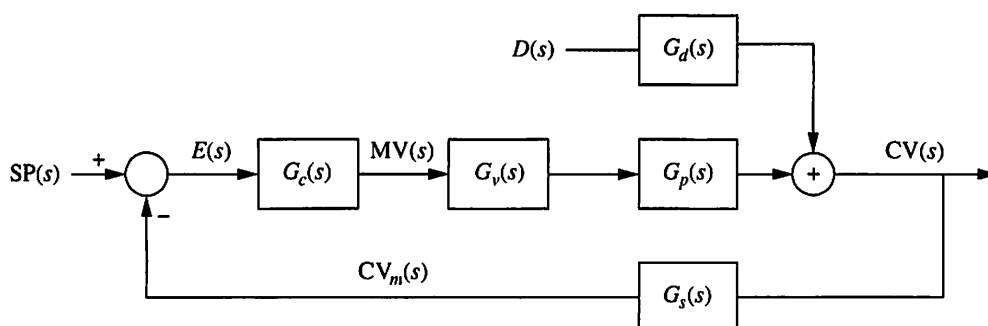 D(s)
G_d(s)
SP(s)
+
−
E(s)
G_c(s)
MV(s)
G_v(s)
G_p(s)
+
CV(s)
CV_m(s)
G_s(s)